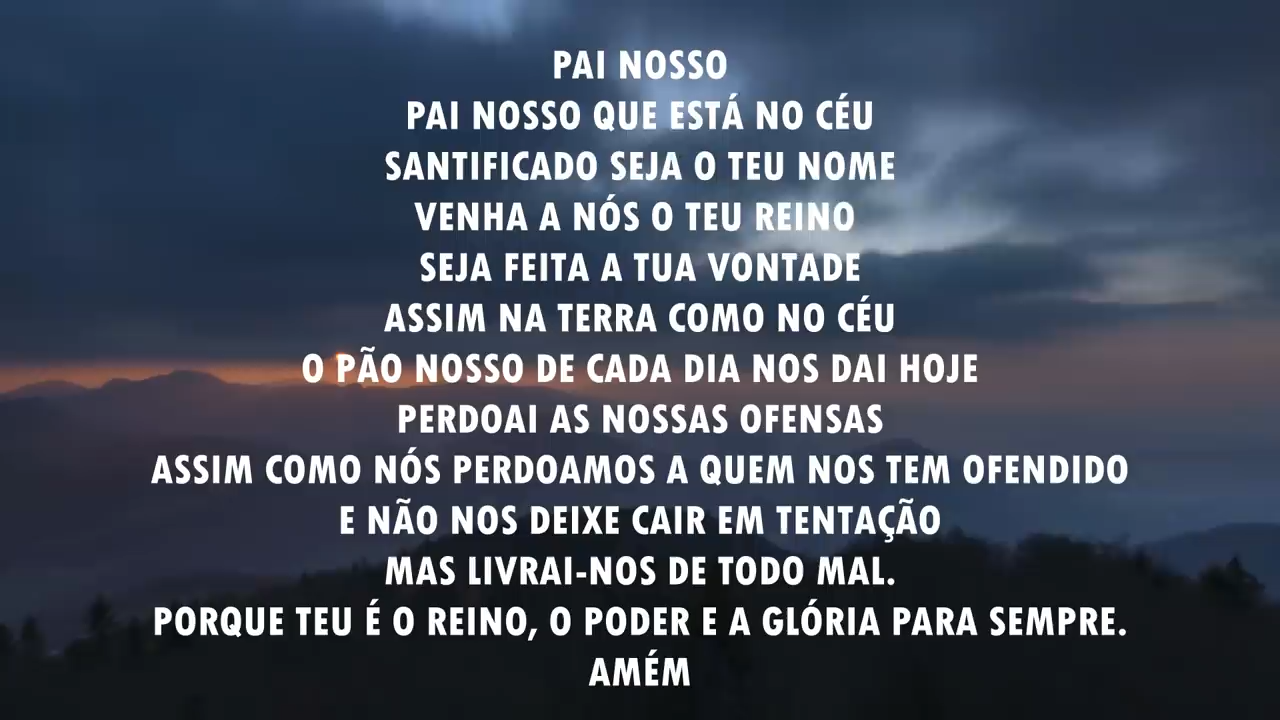 PAI NOSSO
PAI NOSSO QUE ESTÁ NO CÉU
SANTIFICADO SEJA O TEU NOME
VENHA A NÓS O TEU REINO
SEJA FEITA A TUA VONTADE
ASSIM NA TERRA COMO NO CÉU
O PÃO NOSSO DE CADA DIA NOS DAI HOJE
PERDOAI AS NOSSAS OFENSAS
ASSIM COMO NÓS PERDOAMOS A QUEM NOS TEM OFENDIDO
E NÃO NOS DEIXE CAIR EM TENTAÇÃO
MAS LIVRAI-NOS DE TODO MAL.
PORQUE TEU É O REINO, O PODER E A GLÓRIA PARA SEMPRE.
AMÉM